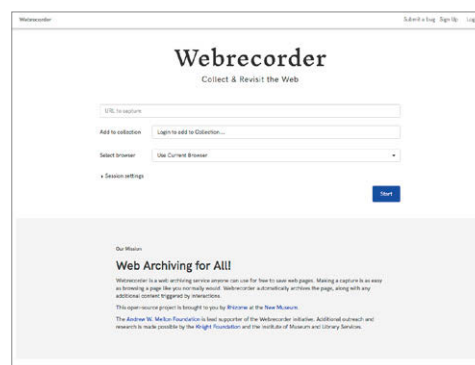 Webrecorder
Submit a bug Sign Up Log
Webrecorder
Collect & Revisit the Web
URL to capture
Add to collection Login to add to Collection...
Select browser Use Current Browser
Session settings
Start
Our Mission
Web Archiving for All!
Webrecorder is a web archiving service anyone can use for free to save web pages. Making a capture is as easy
as browsing a page like you normally would. Webrecorder automatically archives the page, along with any
additional content triggered by interactions.
This open-source project is brought to you by Rhizome at the New Museum.
The Andrew W. Mellon Foundation is lead supporter of the Webrecorder initiative. Additional outreach and
research is made possible by the Knight Foundation and the Institute of Museum and Library Services.